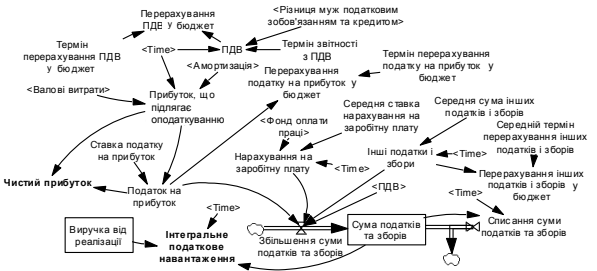 <Різниця муж податковим
зобов'язанням та кредитом>
Перерахування
ПДВ у бюджет
Термін
перерахування ПДВ
у бюджет
<Time>
ПДВ
Термін звітності
з ПДВ
<Амортизація>
Перерахування
податку на прибуток у
бюджет
Термін перерахування
податку на прибуток у
бюджет
<Валові витрати>
Прибуток, що
підлягає
оподаткуванню
<Фонд оплати
праці>
Середня ставка
нарахування на
заробітну плату
Середня сума інших
податків і зборів
Середній термін
перерахування інших
податків і зборів
Ставка податку
на прибуток
Нарахування на
заробітну плату
<Time>
Інші податки і
збори
<Time>
Перерахування інших
податків і зборів у
бюджет
Чистий прибуток
Податок на
прибуток
<ПДВ>
<Time>
<Time>
Виручка від
реалізації
Інтегральне
податкове
навантаження
Збільшення суми
податків та зборів
Сума податків
та зборів
Списання суми
податків та зборів